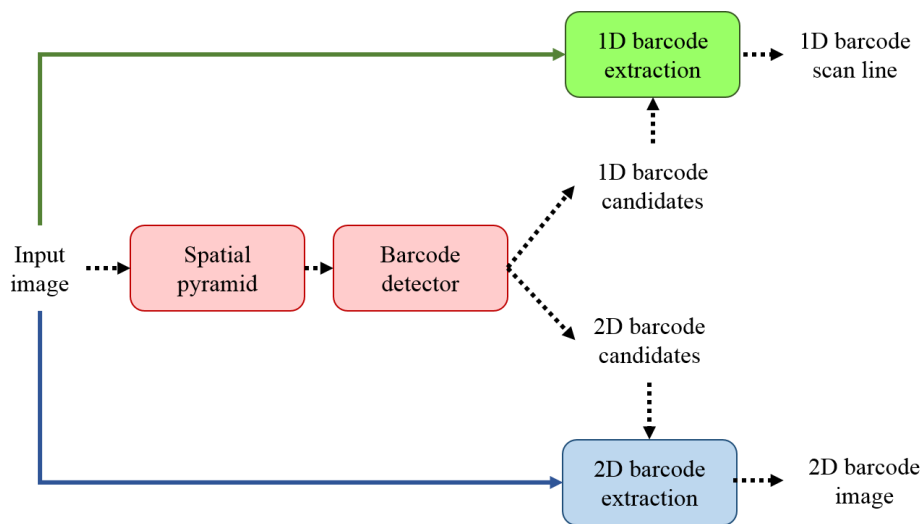 1D barcode
extraction
1D barcode
scan line
1D barcode
candidates
Input
image
Spatial
pyramid
Barcode
detector
2D barcode
candidates
2D barcode
extraction
2D barcode
image